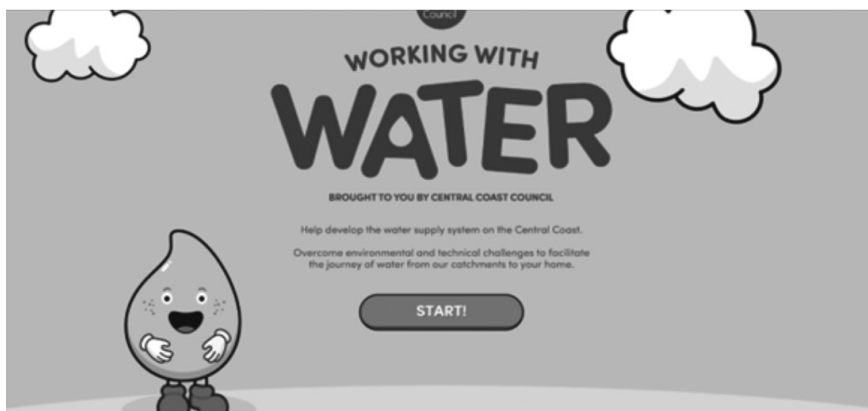 Council
WORKING WITH
WATER
BROUGHT TO YOU BY CENTRAL COAST COUNCIL
Help develop the water supply system on the Central Coast.
Overcome environmental and technical challenges to facilitate
the journey of water from our catchments to your home.
START!